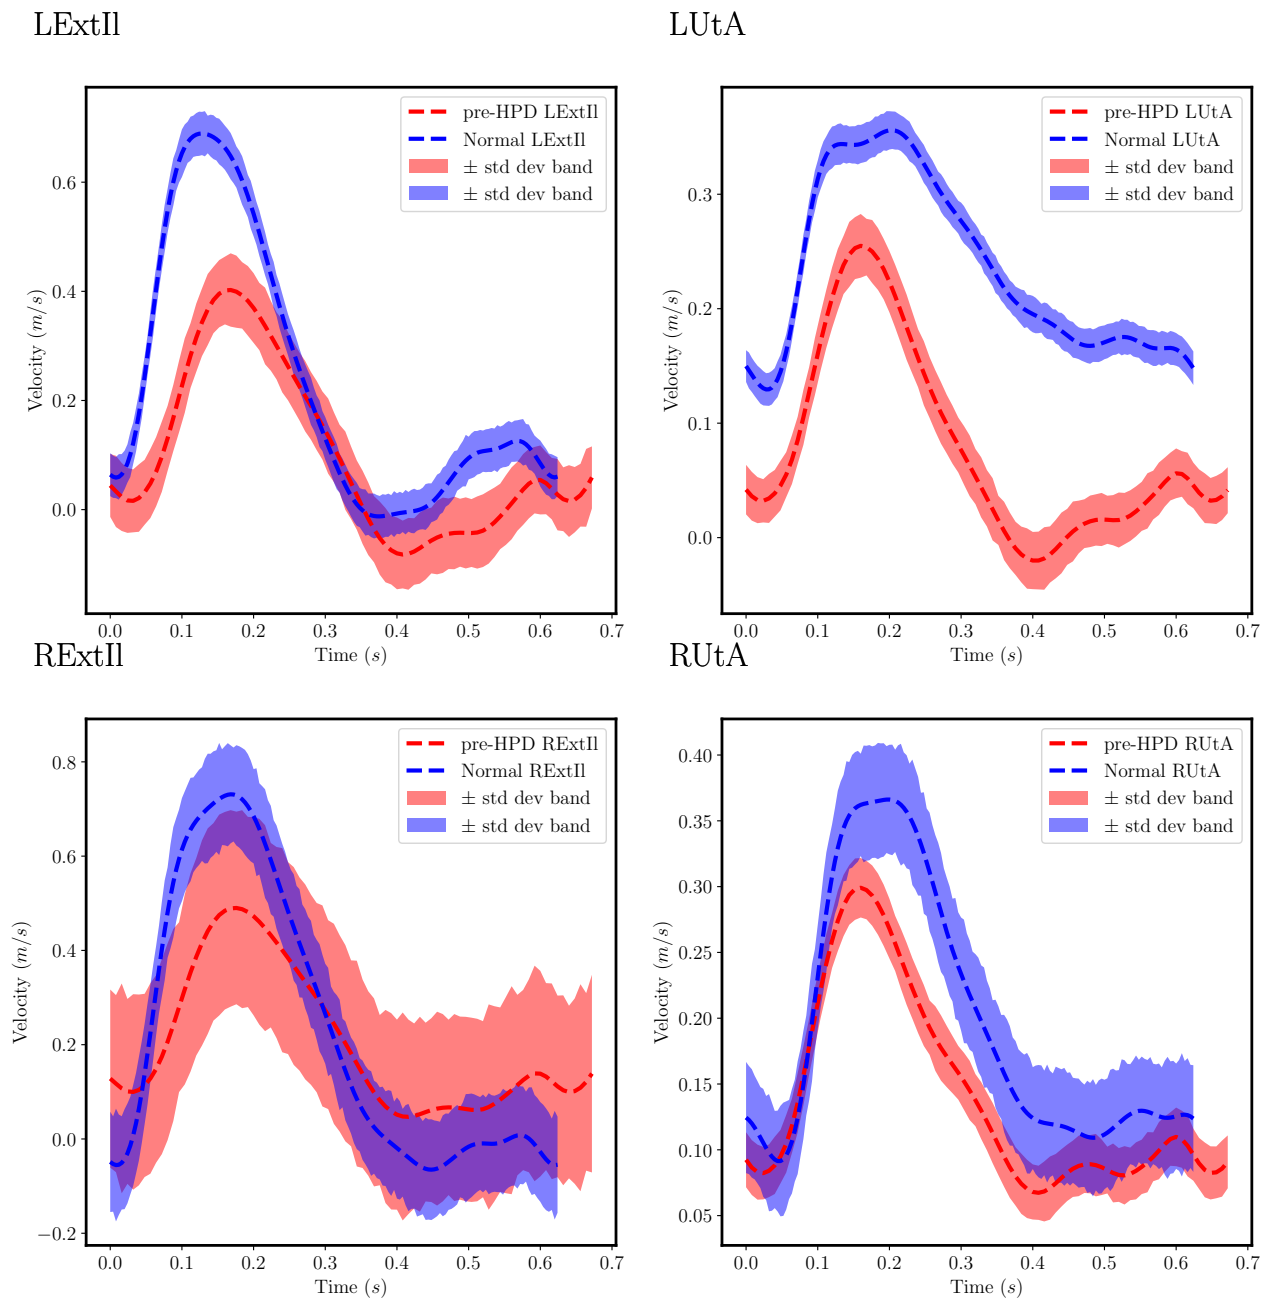 LExtIl
Velocity (m/s)
0.6
0.4
0.2
0.0
pre-HPD LExtIl
Normal LExtIl
± std dev band
± std dev band
0.0 0.1 0.2 0.3 0.4 0.5 0.6 0.7
Time (s)
LUtA
Velocity (m/s)
0.3
0.2
0.1
0.0
pre-HPD LUtA
Normal LUtA
± std dev band
± std dev band
0.0 0.1 0.2 0.3 0.4 0.5 0.6 0.7
Time (s)
RExtIl
Velocity (m/s)
0.8
0.6
0.4
0.2
0.0
−0.2
pre-HPD RExtIl
Normal RExtIl
± std dev band
± std dev band
0.0 0.1 0.2 0.3 0.4 0.5 0.6 0.7
Time (s)
RUtA
Velocity (m/s)
0.40
0.35
0.30
0.25
0.20
0.15
0.10
0.05
pre-HPD RUtA
Normal RUtA
± std dev band
± std dev band
0.0 0.1 0.2 0.3 0.4 0.5 0.6 0.7
Time (s)